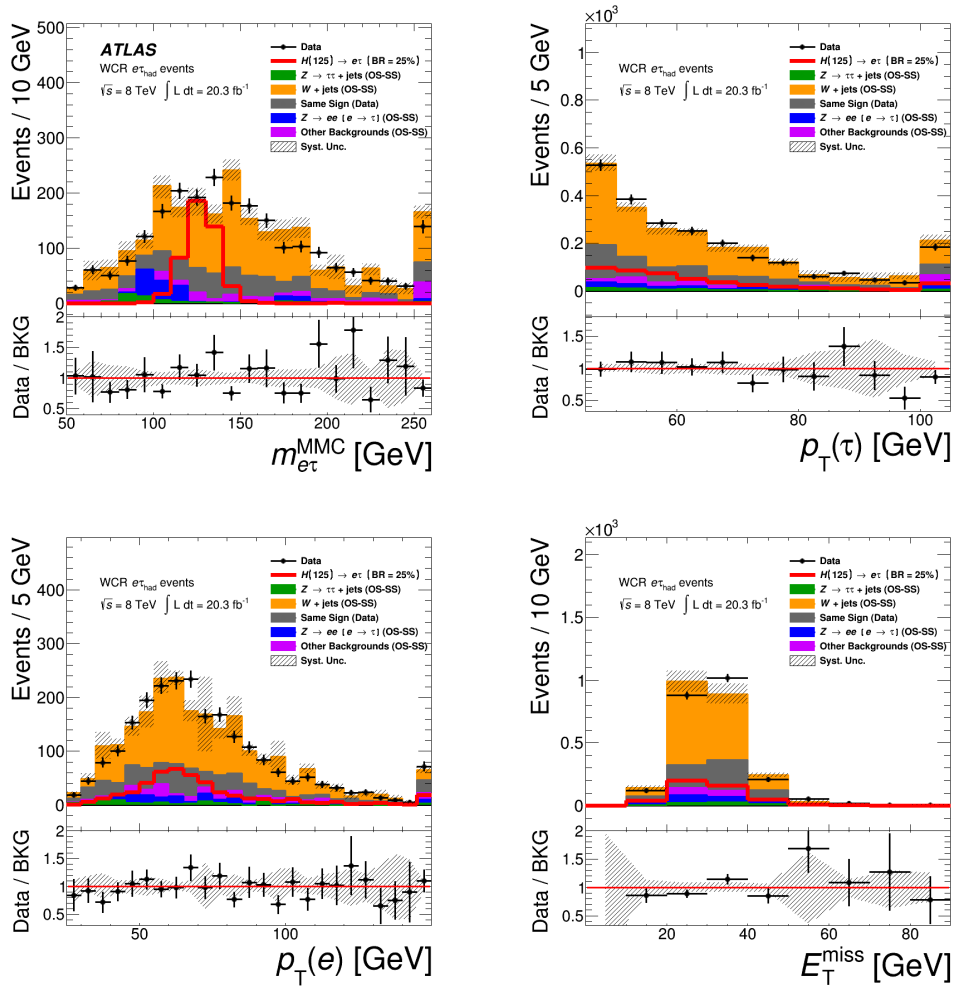 Events / 10 GeV
500
400
300
200
100
0
ATLAS
WCR eτhad events
√s = 8 TeV ∫ L dt = 20.3 fb-1
Data
H(125) → eτ (BR = 25%)
Z → ττ + jets (OS-SS)
W + jets (OS-SS)
Same Sign (Data)
Z → ee [e → τ] (OS-SS)
Other Backgrounds (OS-SS)
Syst. Unc.
Data / BKG
2
1.5
1
0.5
50 100 150 200 250
m eτ MMC [GeV]
×10³
Events / 5 GeV
1
0.8
0.6
0.4
0.2
0
WCR eτhad events
√s = 8 TeV ∫ L dt = 20.3 fb-1
Data
H(125) → eτ (BR = 25%)
Z → ττ + jets (OS-SS)
W + jets (OS-SS)
Same Sign (Data)
Z → ee [e → τ] (OS-SS)
Other Backgrounds (OS-SS)
Syst. Unc.
Data / BKG
1.5
1
0.5
60 80 100
pT(τ) [GeV]
Events / 5 GeV
400
300
200
100
0
WCR eτhad events
√s = 8 TeV ∫ L dt = 20.3 fb-1
Data
H(125) → eτ (BR = 25%)
Z → ττ + jets (OS-SS)
W + jets (OS-SS)
Same Sign (Data)
Z → ee [e → τ] (OS-SS)
Other Backgrounds (OS-SS)
Syst. Unc.
Data / BKG
2
1.5
1
0.5
50 100
pT(e) [GeV]
×10³
Events / 10 GeV
2
1.5
1
0.5
0
WCR eτhad events
√s = 8 TeV ∫ L dt = 20.3 fb-1
Data
H(125) → eτ (BR = 25%)
Z → ττ + jets (OS-SS)
W + jets (OS-SS)
Same Sign (Data)
Z → ee [e → τ] (OS-SS)
Other Backgrounds (OS-SS)
Syst. Unc.
Data / BKG
2
1.5
1
0.5
20 40 60 80
E T miss [GeV]